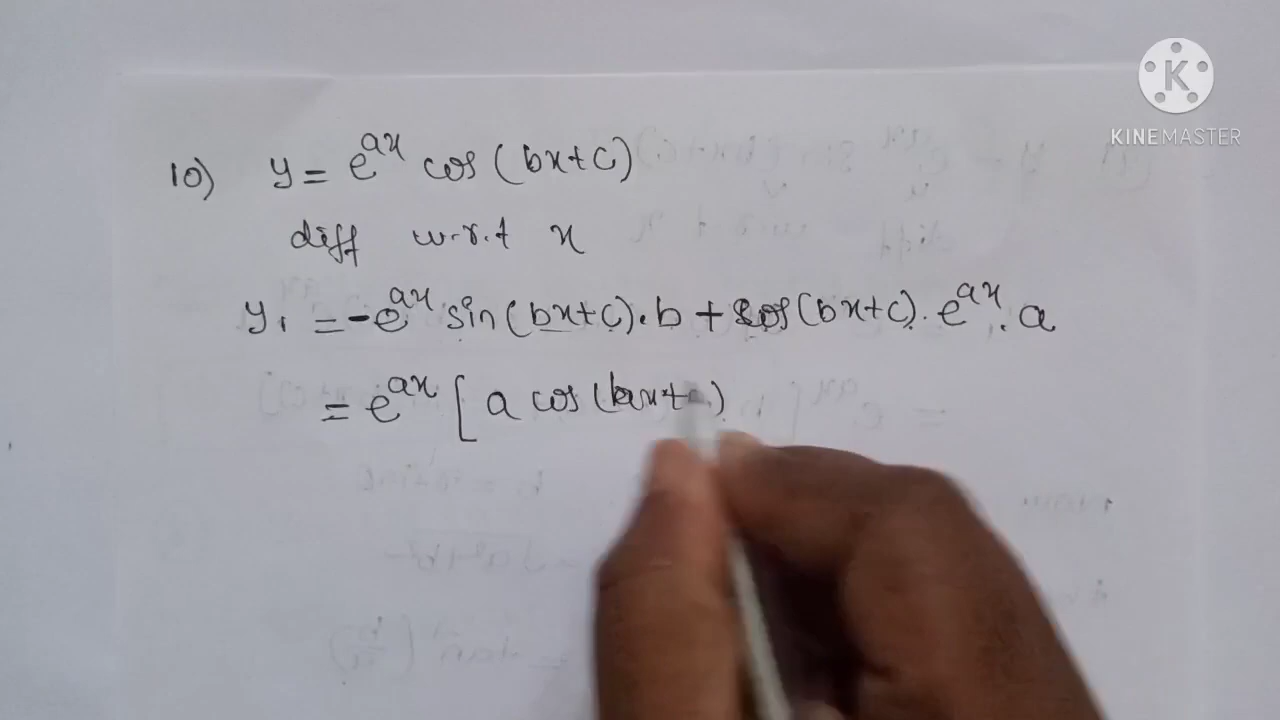 KINEMASTER
10) y = e^{ax} cos (bx+c)
diff w.r.t x
y₁ = -e^{ax} sin(bx+c).b + cos(bx+c).e^{ax}.a
= e^{ax} [ a cos(bx+c)